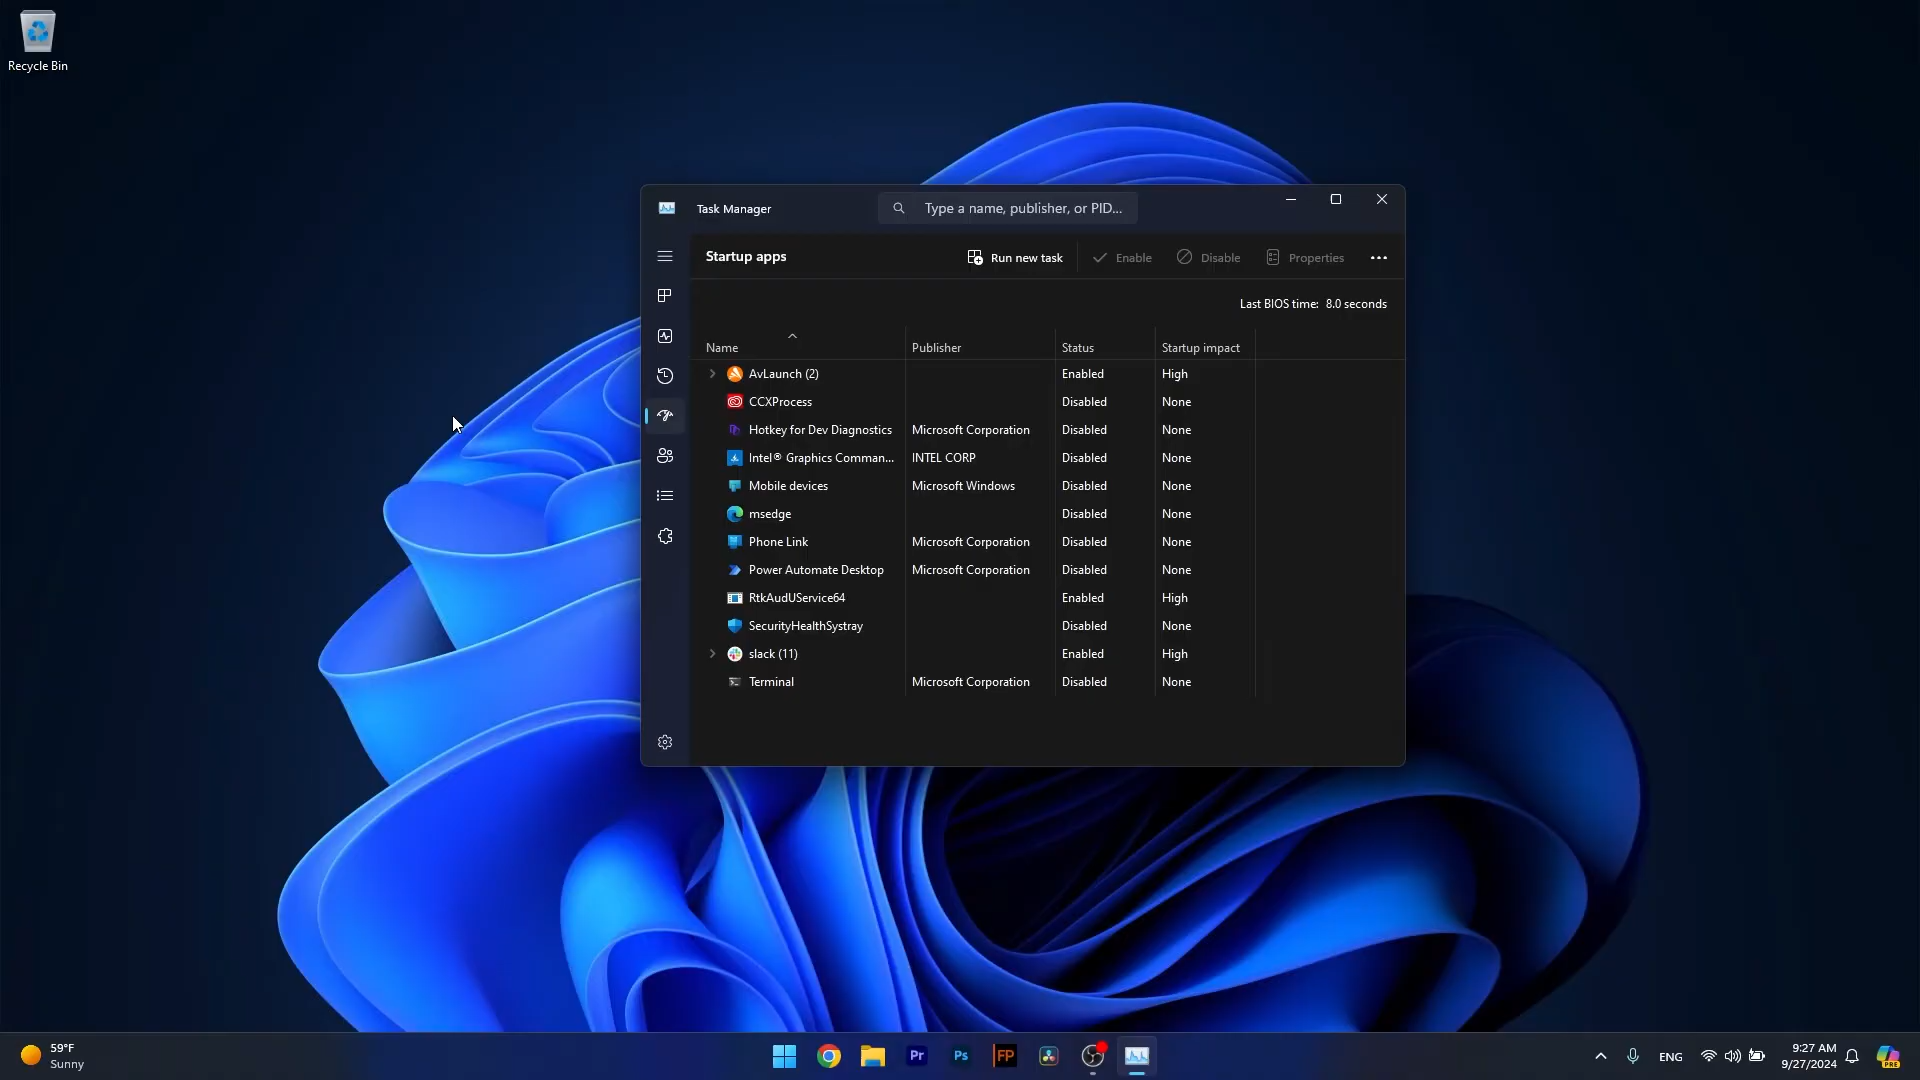 Recycle Bin
Task Manager
Type a name, publisher, or PID...
Startup apps
Run new task
Enable
Disable
Properties
Last BIOS time: 8.0 seconds
Name Publisher Status Startup impact
AvLaunch (2) Enabled High
CCXProcess Disabled None
Hotkey for Dev Diagnostics Microsoft Corporation Disabled None
Intel® Graphics Comman... INTEL CORP Disabled None
Mobile devices Microsoft Windows Disabled None
msedge Disabled None
Phone Link Microsoft Corporation Disabled None
Power Automate Desktop Microsoft Corporation Disabled None
RtkAudUService64 Enabled High
SecurityHealthSystray Disabled None
slack (11) Enabled High
Terminal Microsoft Corporation Disabled None
59°F
Sunny
Pr
Ps
FP
ENG
9:27 AM
9/27/2024
PRE